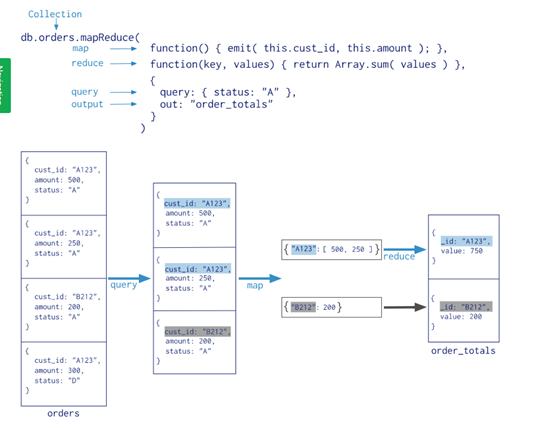 Collection
db.orders.mapReduce(
map function() { emit( this.cust_id, this.amount ); },
reduce function(key, values) { return Array.sum( values ) },
{
query query: { status: "A" },
output out: "order_totals"
}
)
{
cust_id: "A123",
amount: 500,
status: "A"
}
{
cust_id: "A123",
amount: 250,
status: "A"
}
{
cust_id: "B212",
amount: 200,
status: "A"
}
{
cust_id: "A123",
amount: 300,
status: "D"
}
orders
query
{
cust_id: "A123",
amount: 500,
status: "A"
}
{
cust_id: "A123",
amount: 250,
status: "A"
}
{
cust_id: "B212",
amount: 200,
status: "A"
}
map
{ "A123": [ 500, 250 ] }
{ "B212": 200 }
reduce
{
_id: "A123",
value: 750
}
{
_id: "B212",
value: 200
}
order_totals